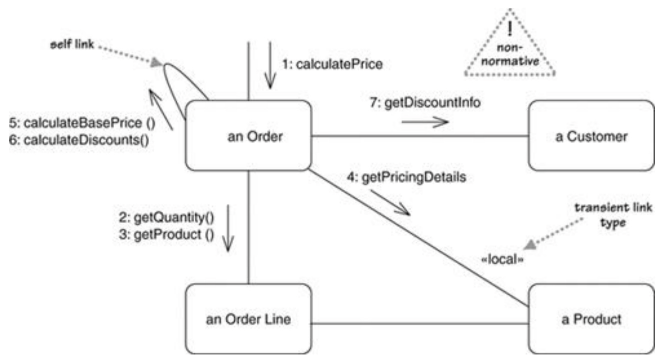 self link
1: calculatePrice
!
non-
normative
5: calculateBasePrice ()
6: calculateDiscounts()
an Order
7: getDiscountInfo
a Customer
4: getPricingDetails
2: getQuantity()
3: getProduct ()
transient link
type
«local»
an Order Line
a Product